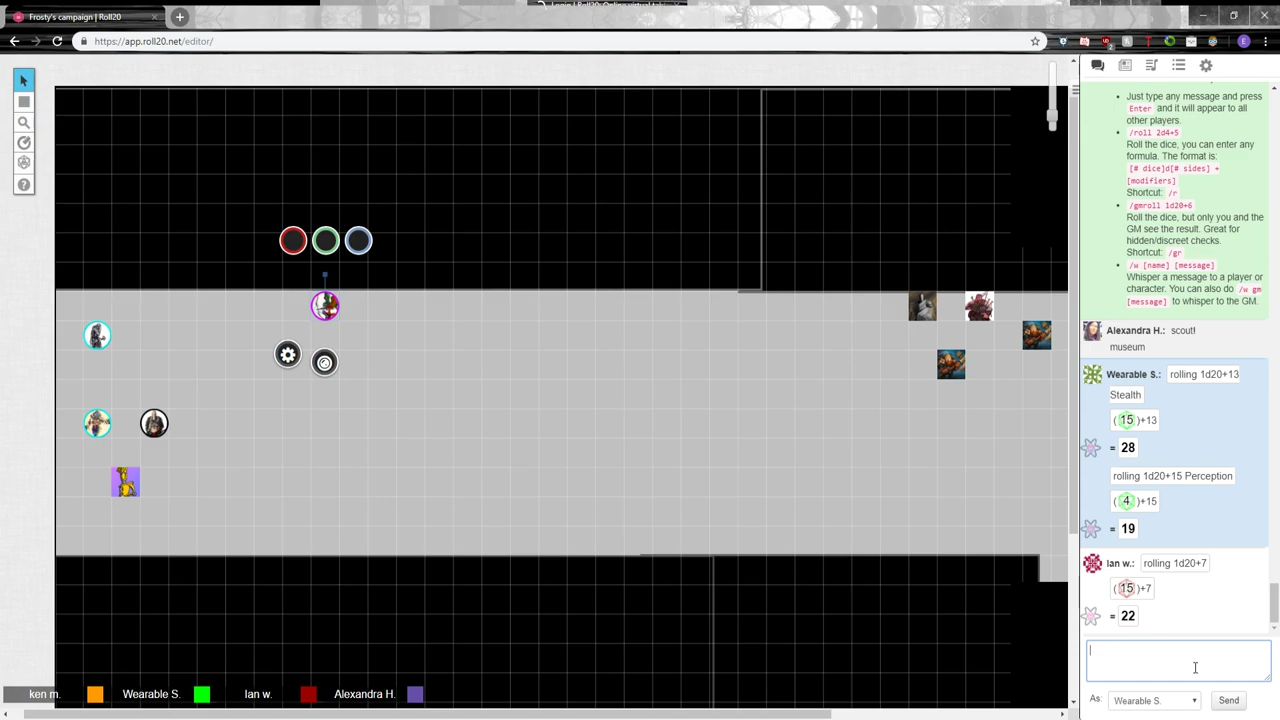 Frosty's campaign | Roll20
https://app.roll20.net/editor/
2
E
Just type any message and press
Enter and it will appear to all
other players.
/roll 2d4+5
Roll the dice, you can enter any
formula. The format is:
[# dice]d[# sides] +
[modifiers]
Shortcut: /r
/gmroll 1d20+6
Roll the dice, but only you and the
GM see the result. Great for
hidden/discreet checks.
Shortcut: /gr
/w [name] [message]
Whisper a message to a player or
character. You can also do /w gm
[message] to whisper to the GM.
Alexandra H.: scout!
museum
Wearable S.: rolling 1d20+13
Stealth
(15)+13
= 28
rolling 1d20+15 Perception
(4)+15
= 19
Ian w.: rolling 1d20+7
(15)+7
= 22
As: Wearable S. Send
ken m. Wearable S. Ian w. Alexandra H.